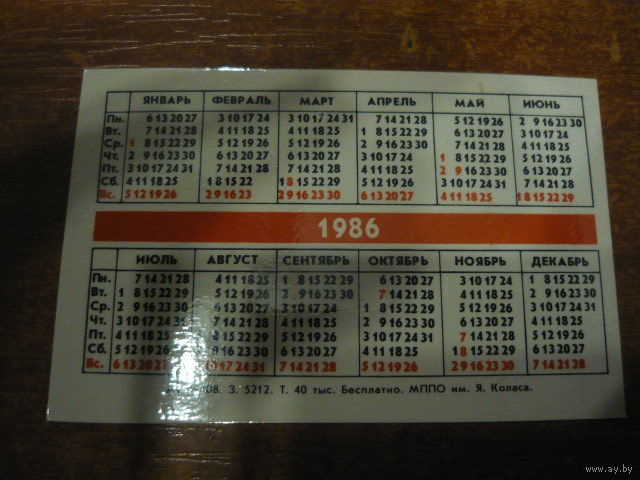 ЯНВАРЬ ФЕВРАЛЬ МАРТ АПРЕЛЬ МАЙ ИЮНЬ
Пн. 6 13 20 27 3 10 17 24 3 10 17 24 31 7 14 21 28 5 12 19 26 2 9 16 23 30
Вт. 7 14 21 28 4 11 18 25 4 11 18 25 1 8 15 22 29 6 13 20 27 3 10 17 24
Ср. 1 8 15 22 29 5 12 19 26 5 12 19 26 2 9 16 23 30 7 14 21 28 4 11 18 25
Чт. 2 9 16 23 30 6 13 20 27 6 13 20 27 3 10 17 24 1 8 15 22 29 5 12 19 26
Пт. 3 10 17 24 31 7 14 21 28 7 14 21 28 4 11 18 25 2 9 16 23 30 6 13 20 27
Сб. 4 11 18 25 1 8 15 22 1 8 15 22 29 5 12 19 26 3 10 17 24 31 7 14 21 28
Вс. 5 12 19 26 2 9 16 23 2 9 16 23 30 6 13 20 27 4 11 18 25 1 8 15 22 29
1986
ИЮЛЬ АВГУСТ СЕНТЯБРЬ ОКТЯБРЬ НОЯБРЬ ДЕКАБРЬ
Пн. 7 14 21 28 4 11 18 25 1 8 15 22 29 6 13 20 27 3 10 17 24 1 8 15 22 29
Вт. 1 8 15 22 29 5 12 19 26 2 9 16 23 30 7 14 21 28 4 11 18 25 2 9 16 23 30
Ср. 2 9 16 23 30 6 13 20 27 3 10 17 24 1 8 15 22 29 5 12 19 26 3 10 17 24 31
Чт. 3 10 17 24 31 7 14 21 28 4 11 18 25 2 9 16 23 30 6 13 20 27 4 11 18 25
Пт. 4 11 18 25 1 8 15 22 29 5 12 19 26 3 10 17 24 31 7 14 21 28 5 12 19 26
Сб. 5 12 19 26 2 9 16 23 30 6 13 20 27 4 11 18 25 1 8 15 22 29 6 13 20 27
Вс. 6 13 20 27 10 17 24 31 7 14 21 28 5 12 19 26 2 9 16 23 30 7 14 21 28
З. 5212. Т. 40 тыс. Бесплатно. МППО им. Я. Коласа.
www.ay.by